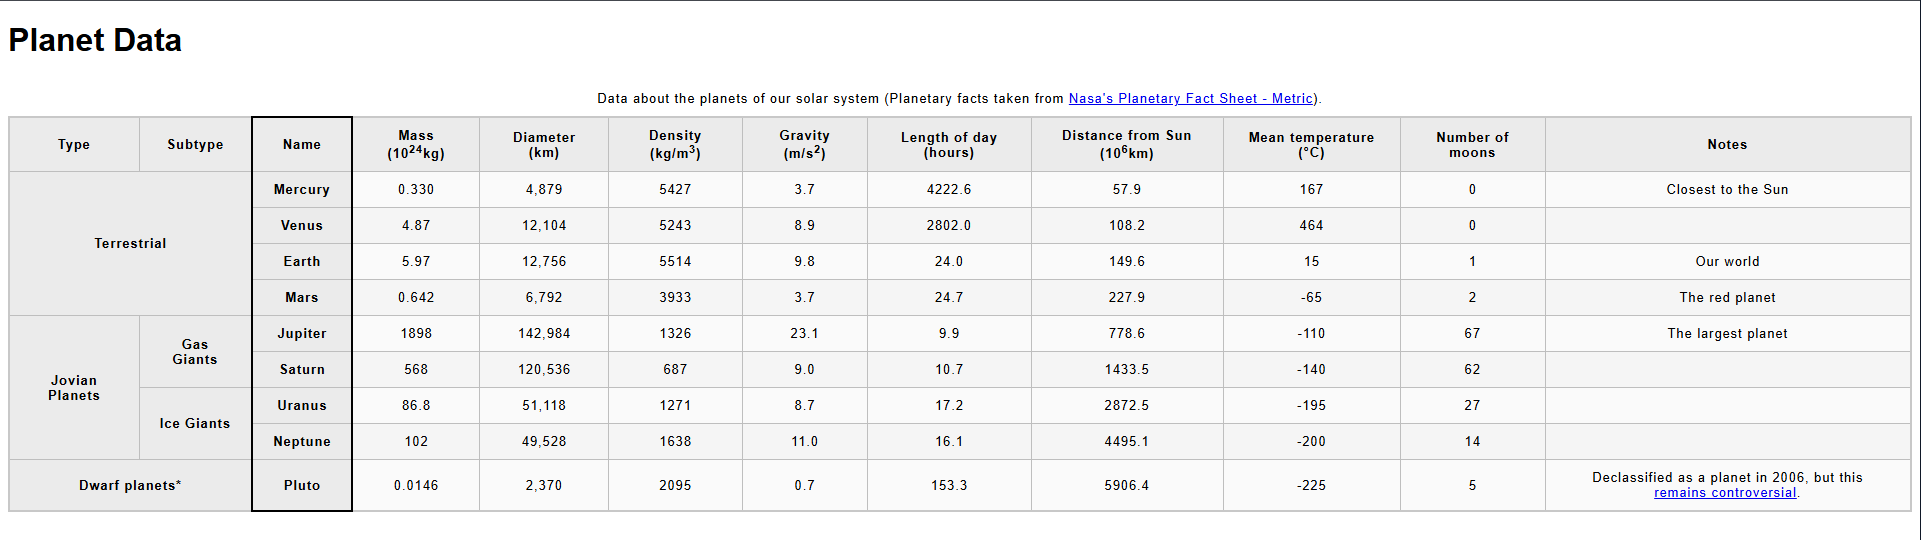 Planet Data
Data about the planets of our solar system (Planetary facts taken from Nasa's Planetary Fact Sheet - Metric).
Type Subtype Name Mass (10²⁴kg) Diameter (km) Density (kg/m³) Gravity (m/s²) Length of day (hours) Distance from Sun (10⁶km) Mean temperature (°C) Number of moons Notes
Terrestrial Mercury 0.330 4,879 5427 3.7 4222.6 57.9 167 0 Closest to the Sun
Venus 4.87 12,104 5243 8.9 2802.0 108.2 464 0
Earth 5.97 12,756 5514 9.8 24.0 149.6 15 1 Our world
Mars 0.642 6,792 3933 3.7 24.7 227.9 -65 2 The red planet
Jovian Planets Gas Giants Jupiter 1898 142,984 1326 23.1 9.9 778.6 -110 67 The largest planet
Saturn 568 120,536 687 9.0 10.7 1433.5 -140 62
Ice Giants Uranus 86.8 51,118 1271 8.7 17.2 2872.5 -195 27
Neptune 102 49,528 1638 11.0 16.1 4495.1 -200 14
Dwarf planets* Pluto 0.0146 2,370 2095 0.7 153.3 5906.4 -225 5 Declassified as a planet in 2006, but this remains controversial.